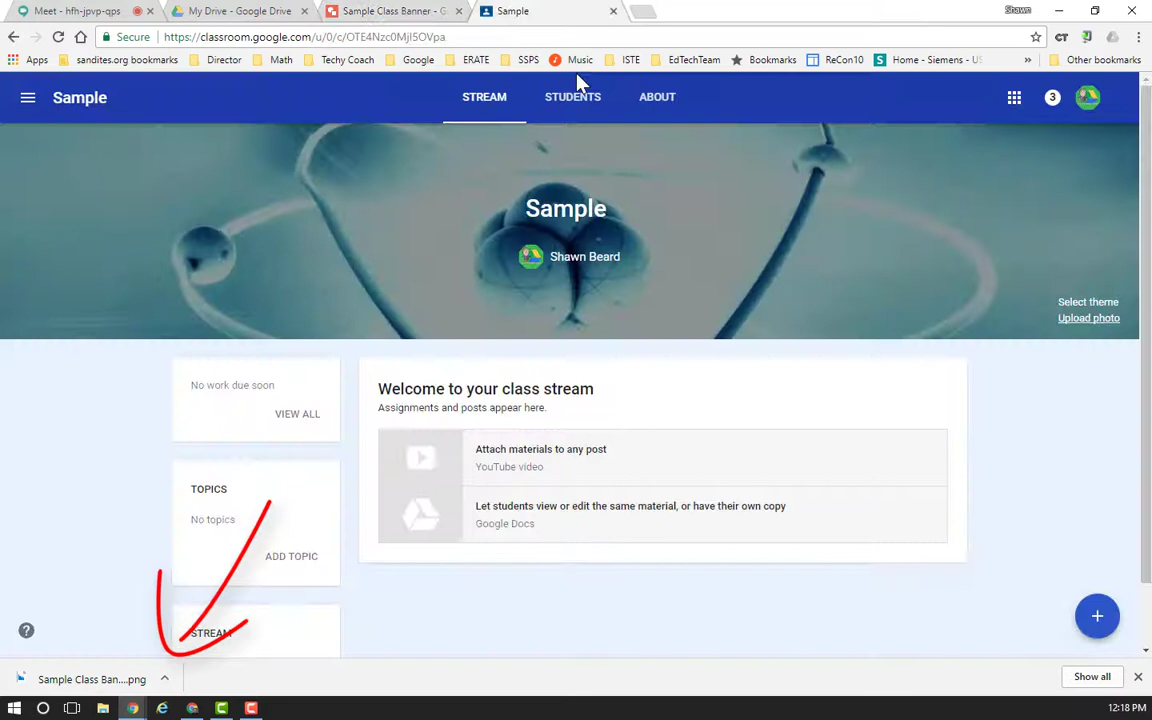 Meet - hfh-jpvp-qps
My Drive - Google Drive
Sample Class Banner - G
Sample
Shawn
Secure
https://classroom.google.com/u/0/c/OTE4Nzc0MjI5OVpa
Apps
sandites.org bookmarks
Director
Math
Techy Coach
Google
ERATE
SSPS
Music
ISTE
EdTechTeam
Bookmarks
ReCon10
Home - Siemens - US
»
Other bookmarks
Sample
STREAM
STUDENTS
ABOUT
3
Sample
Shawn Beard
Select theme
Upload photo
No work due soon
VIEW ALL
Welcome to your class stream
Assignments and posts appear here.
Attach materials to any post
YouTube video
Let students view or edit the same material, or have their own copy
Google Docs
TOPICS
No topics
ADD TOPIC
STREAM
Sample Class Ban....png
Show all
12:18 PM